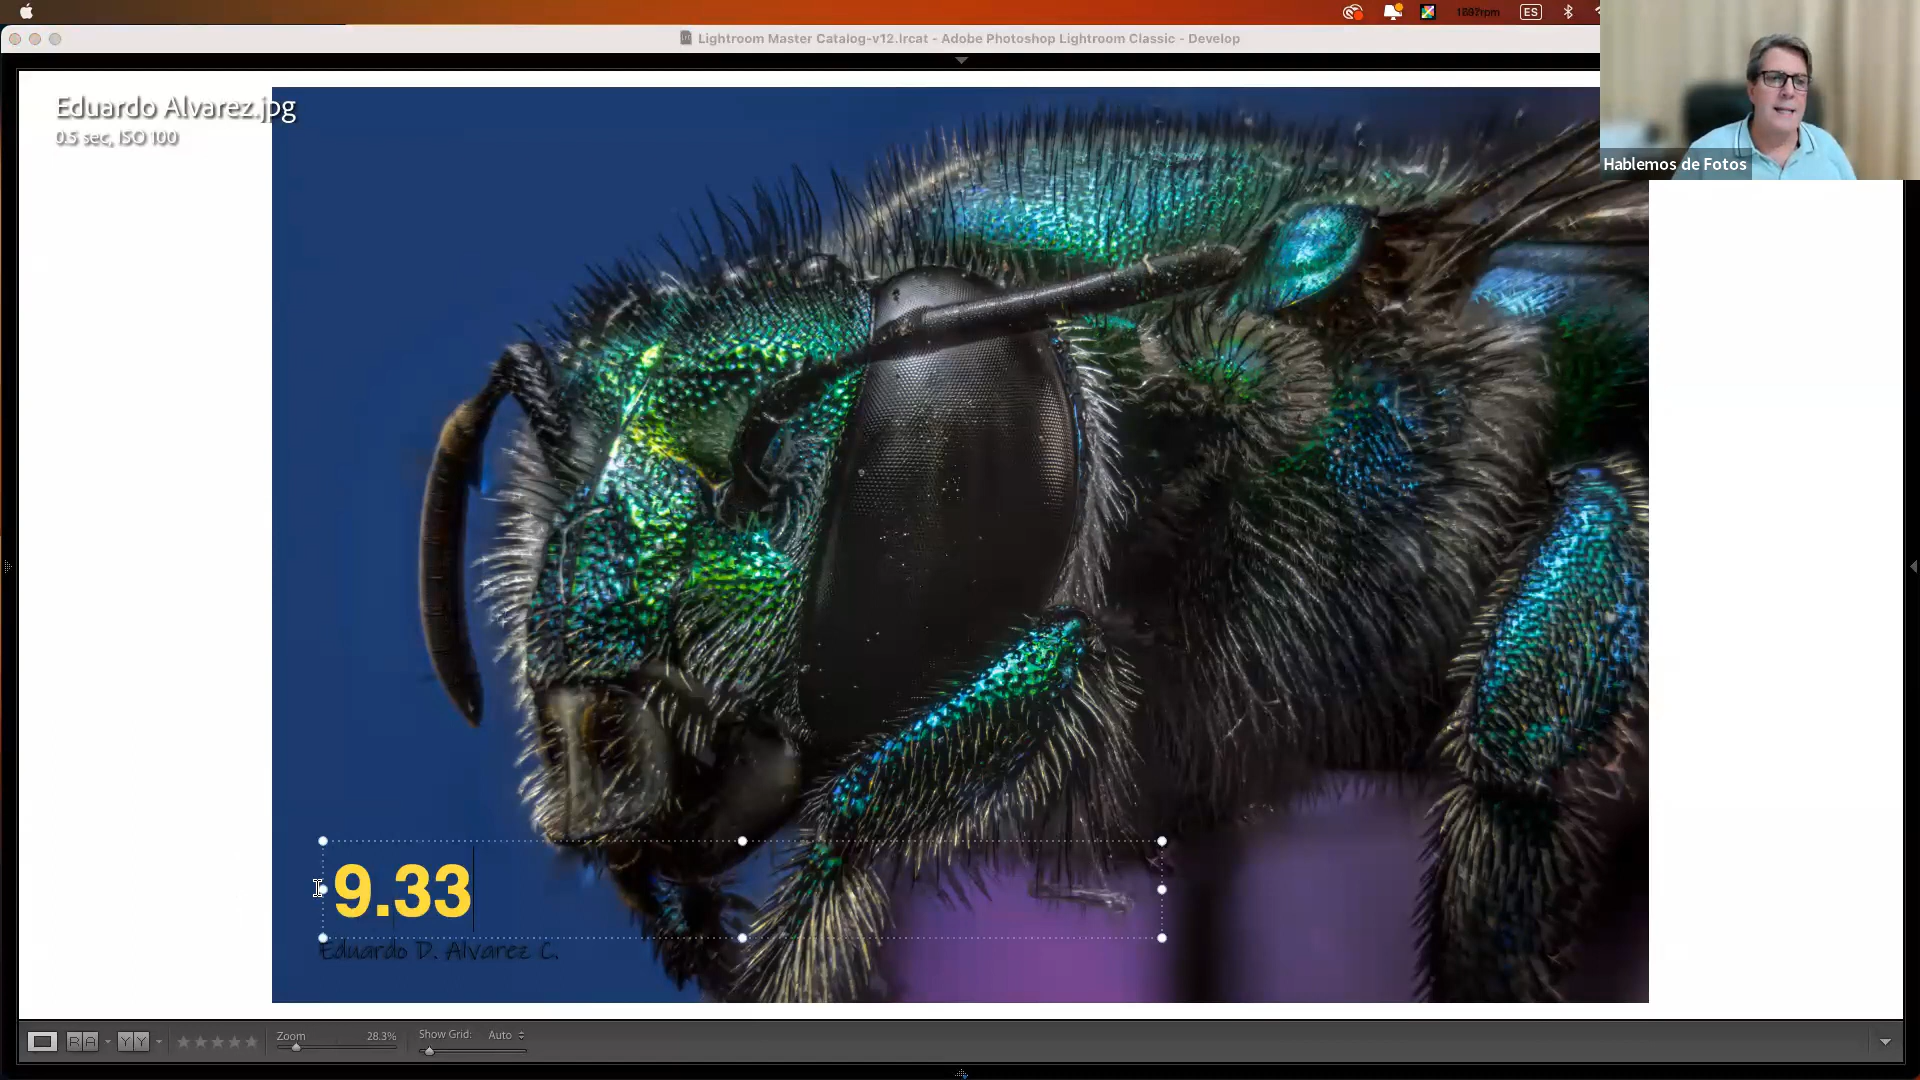 1897rpm
ES
Lightroom Master Catalog-v12.lrcat - Adobe Photoshop Lightroom Classic - Develop
Eduardo Alvarez.jpg
0.5 sec, ISO 100
Hablemos de Fotos
9.33
Eduardo D. Alvarez C.
R A
Y Y
Zoom
28.3%
Show Grid:
Auto